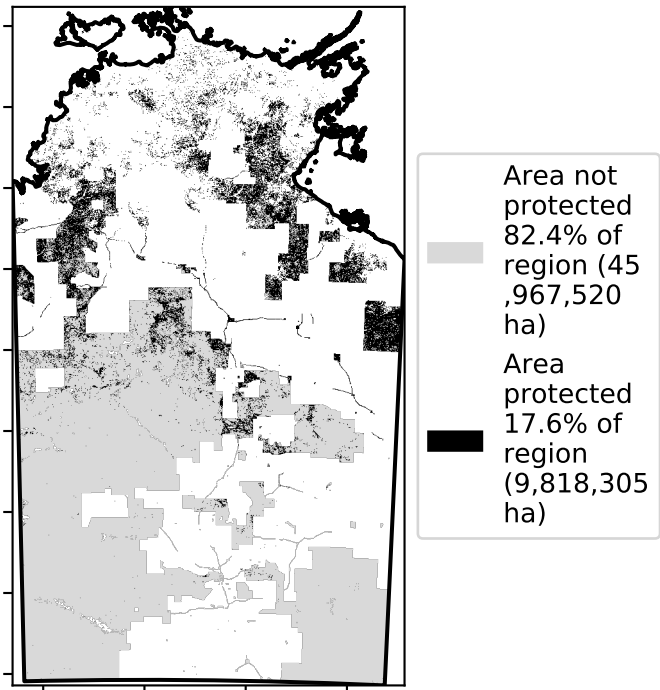 Area not
protected
82.4% of
region (45
,967,520
ha)
Area
protected
17.6% of
region
(9,818,305
ha)